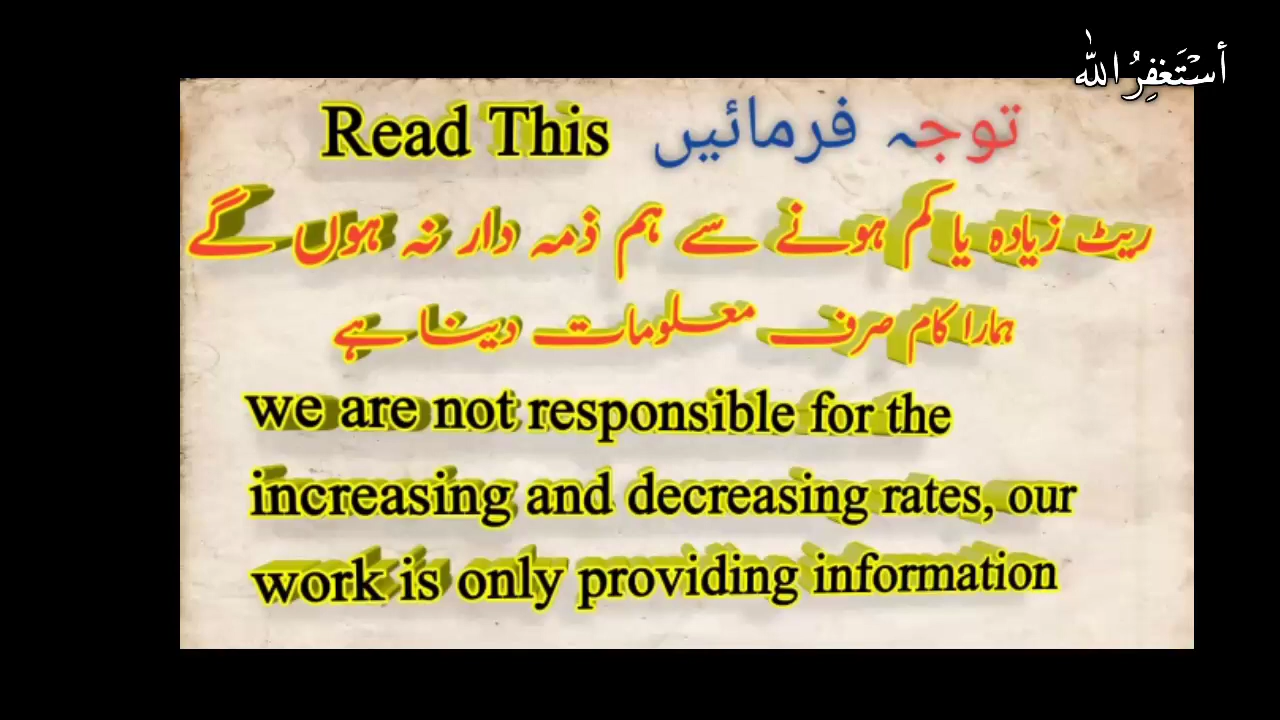 أَسْتَغْفِرُ اللّٰه
Read This توجہ فرمائیں
ریٹ زیادہ یا کم ہونے سے ہم ذمہ دار نہ ہوں گے
ہمارا کام صرف معلومات دینا ہے
we are not responsible for the
increasing and decreasing rates, our
work is only providing information